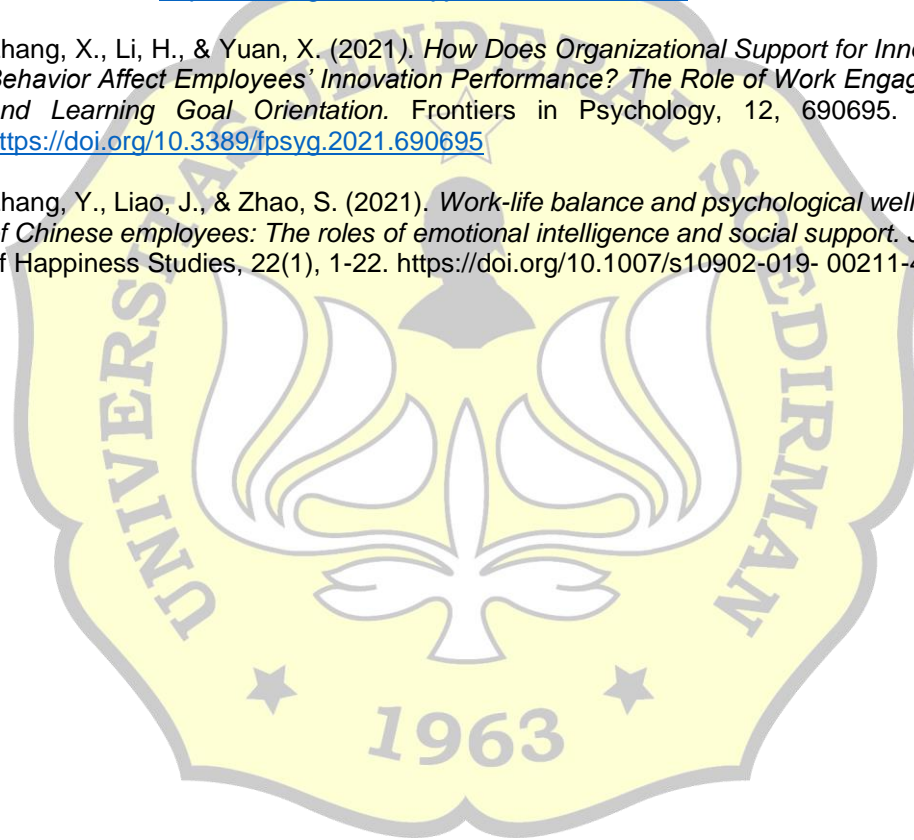 hang, X., Li, H., & Yuan, X. (2021). How Does Organizational Support for Inno
ehavior Affect Employees' Innovation Performance? The Role of Work Engag
nd Learning Goal Orientation. Frontiers in Psychology, 12, 690695.
ttps://doi.org/10.3389/fpsyg.2021.690695
hang, Y., Liao, J., & Zhao, S. (2021). Work-life balance and psychological well
f Chinese employees: The roles of emotional intelligence and social support. J
f Happiness Studies, 22(1), 1-22. https://doi.org/10.1007/s10902-019- 00211-4
UNIVERSITAS JENDERAL SOEDIRMAN
1963